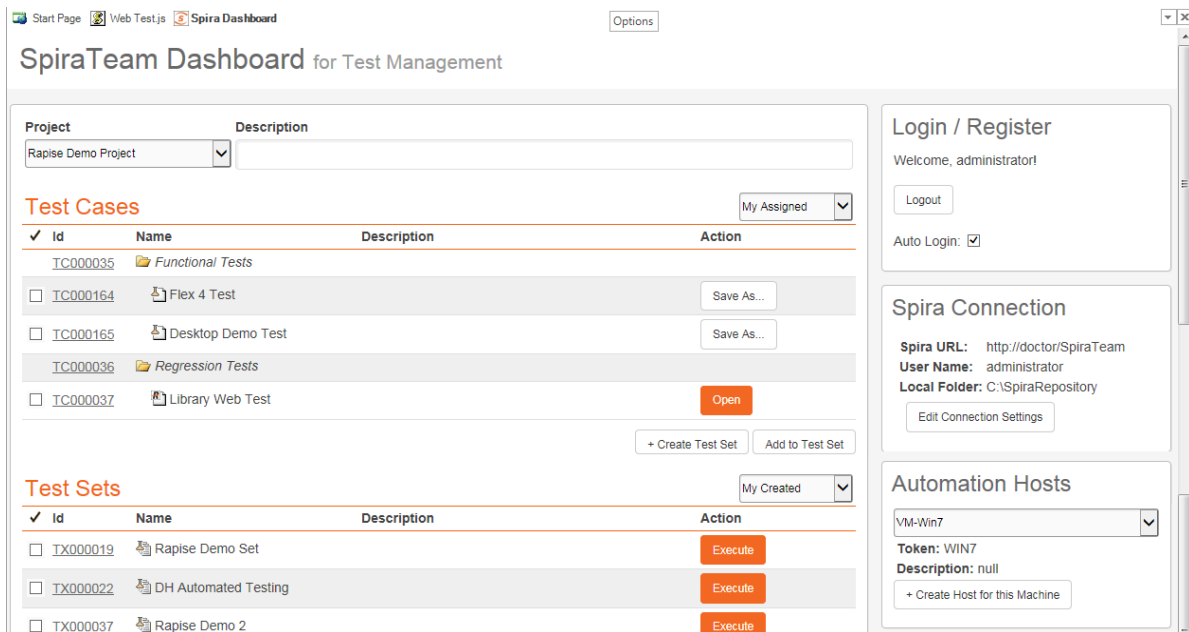 Start Page Web Test.js Spira Dashboard
Options
SpiraTeam Dashboard for Test Management
Project Description
Rapise Demo Project
Test Cases My Assigned
Id Name Description Action
TC000035 Functional Tests
TC000164 Flex 4 Test Save As...
TC000165 Desktop Demo Test Save As...
TC000036 Regression Tests
TC000037 Library Web Test Open
+ Create Test Set Add to Test Set
Test Sets My Created
Id Name Description Action
TX000019 Rapise Demo Set Execute
TX000022 DH Automated Testing Execute
TX000037 Rapise Demo 2 Execute
Login / Register
Welcome, administrator!
Logout
Auto Login:
Spira Connection
Spira URL: http://doctor/SpiraTeam
User Name: administrator
Local Folder: C:\SpiraRepository
Edit Connection Settings
Automation Hosts
VM-Win7
Token: WIN7
Description: null
+ Create Host for this Machine